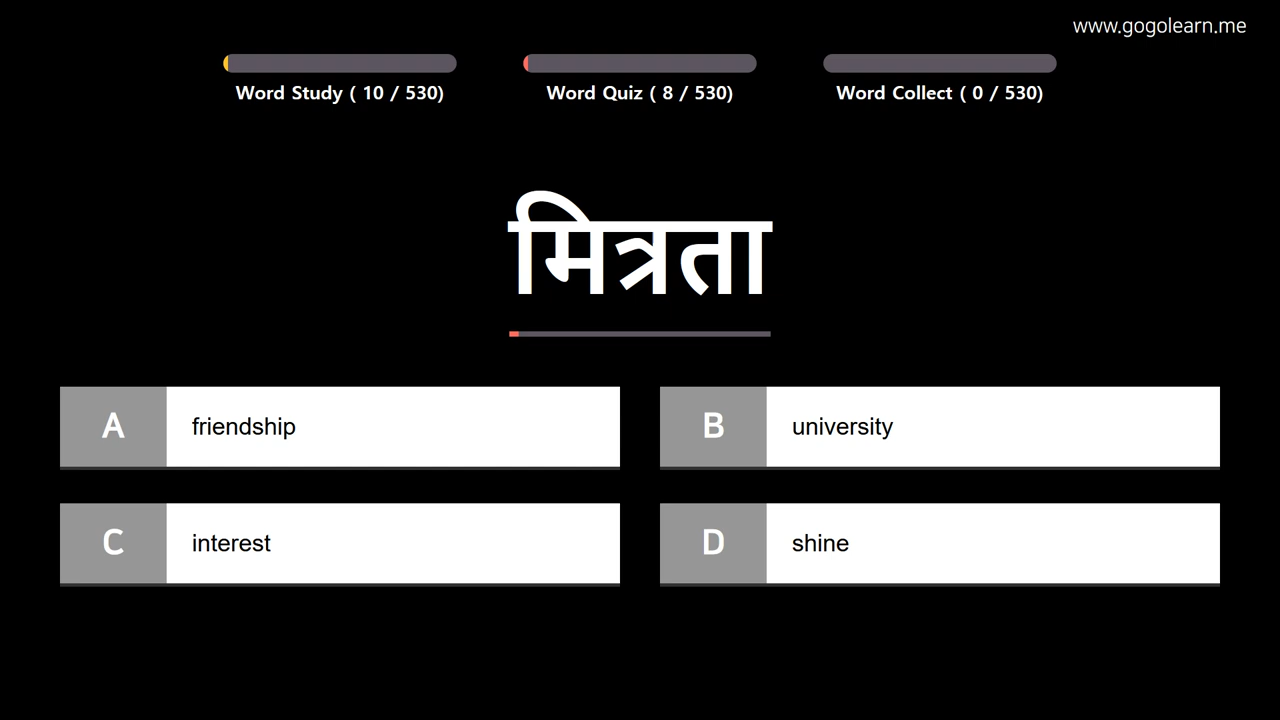 www.gogolearn.me
Word Study ( 10 / 530)
Word Quiz ( 8 / 530)
Word Collect ( 0 / 530)
मित्रता
A friendship
B university
C interest
D shine